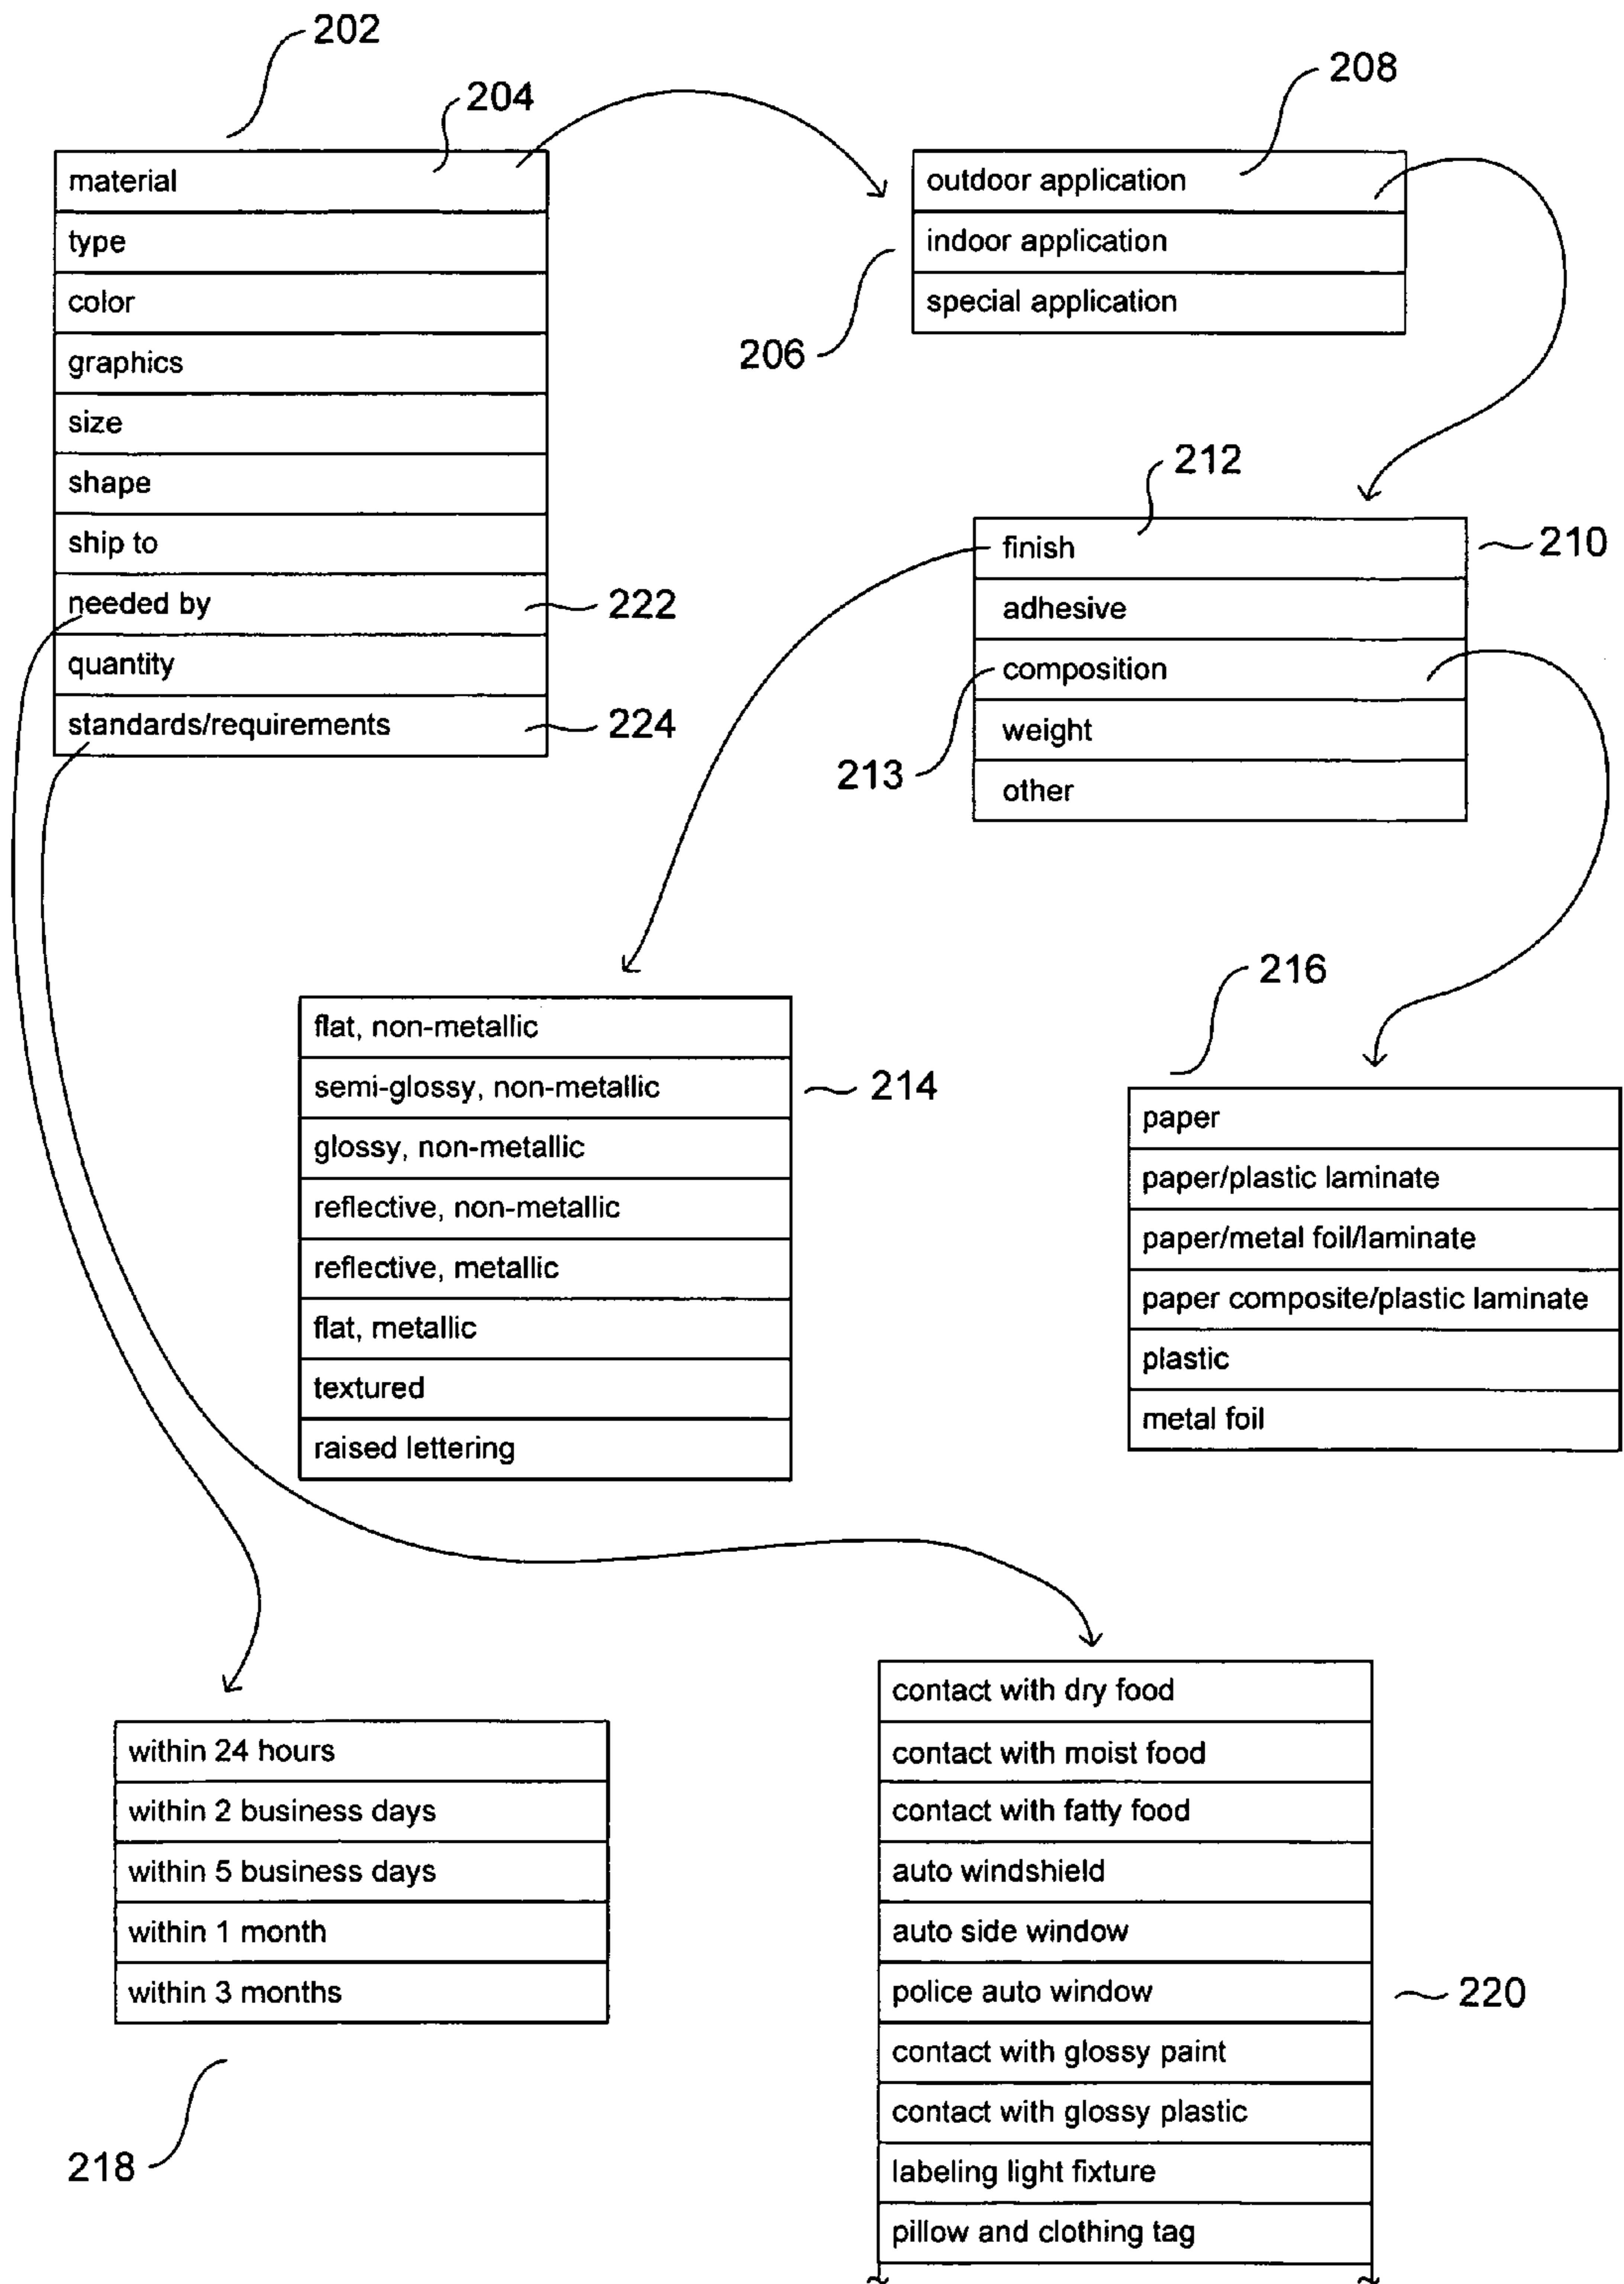 202
204
208
material
type
color
graphics
size
shape
ship to
needed by
quantity
standards/requirements
222
224
outdoor application
indoor application
special application
206
212
210
finish
adhesive
composition
weight
other
213
flat, non-metallic
semi-glossy, non-metallic
glossy, non-metallic
reflective, non-metallic
reflective, metallic
flat, metallic
textured
raised lettering
214
216
paper
paper/plastic laminate
paper/metal foil/laminate
paper composite/plastic laminate
plastic
metal foil
within 24 hours
within 2 business days
within 5 business days
within 1 month
within 3 months
218
contact with dry food
contact with moist food
contact with fatty food
auto windshield
auto side window
police auto window
contact with glossy paint
contact with glossy plastic
labeling light fixture
pillow and clothing tag
220